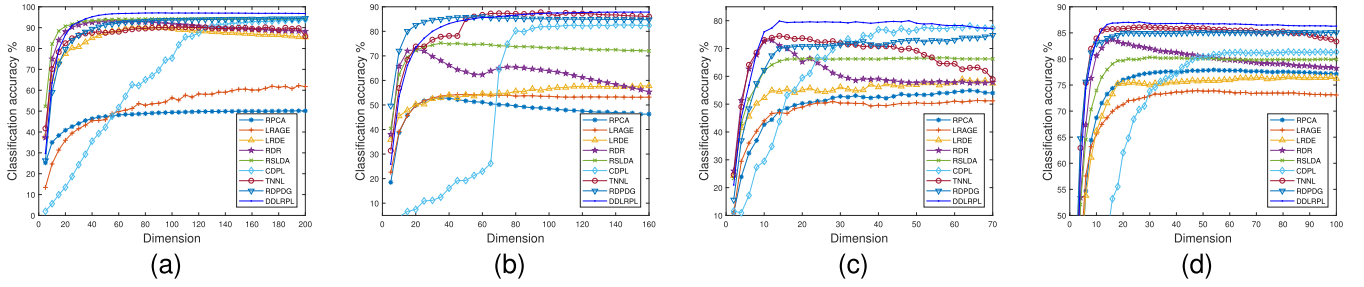 Classification accuracy %
100
90
80
70
60
50
40
30
20
10
0
0 20 40 60 80 100 120 140 160 180 200
Dimension
RPCA
LRAGE
LRDE
RDR
RSLDA
CDPL
TNNL
RDPDG
DDLRPL
(a)
Classification accuracy %
90
80
70
60
50
40
30
20
10
0 20 40 60 80 100 120 140 160
Dimension
RPCA
LRAGE
LRDE
RDR
RSLDA
CDPL
TNNL
RDPDG
DDLRPL
(b)
Classification accuracy %
80
70
60
50
40
30
20
10
0 10 20 30 40 50 60 70
Dimension
RPCA
LRAGE
LRDE
RDR
RSLDA
CDPL
TNNL
RDPDG
DDLRPL
(c)
Classification accuracy %
90
85
80
75
70
65
60
55
50
0 10 20 30 40 50 60 70 80 90 100
Dimension
RPCA
LRAGE
LRDE
RDR
RSLDA
CDPL
TNNL
RDPDG
DDLRPL
(d)